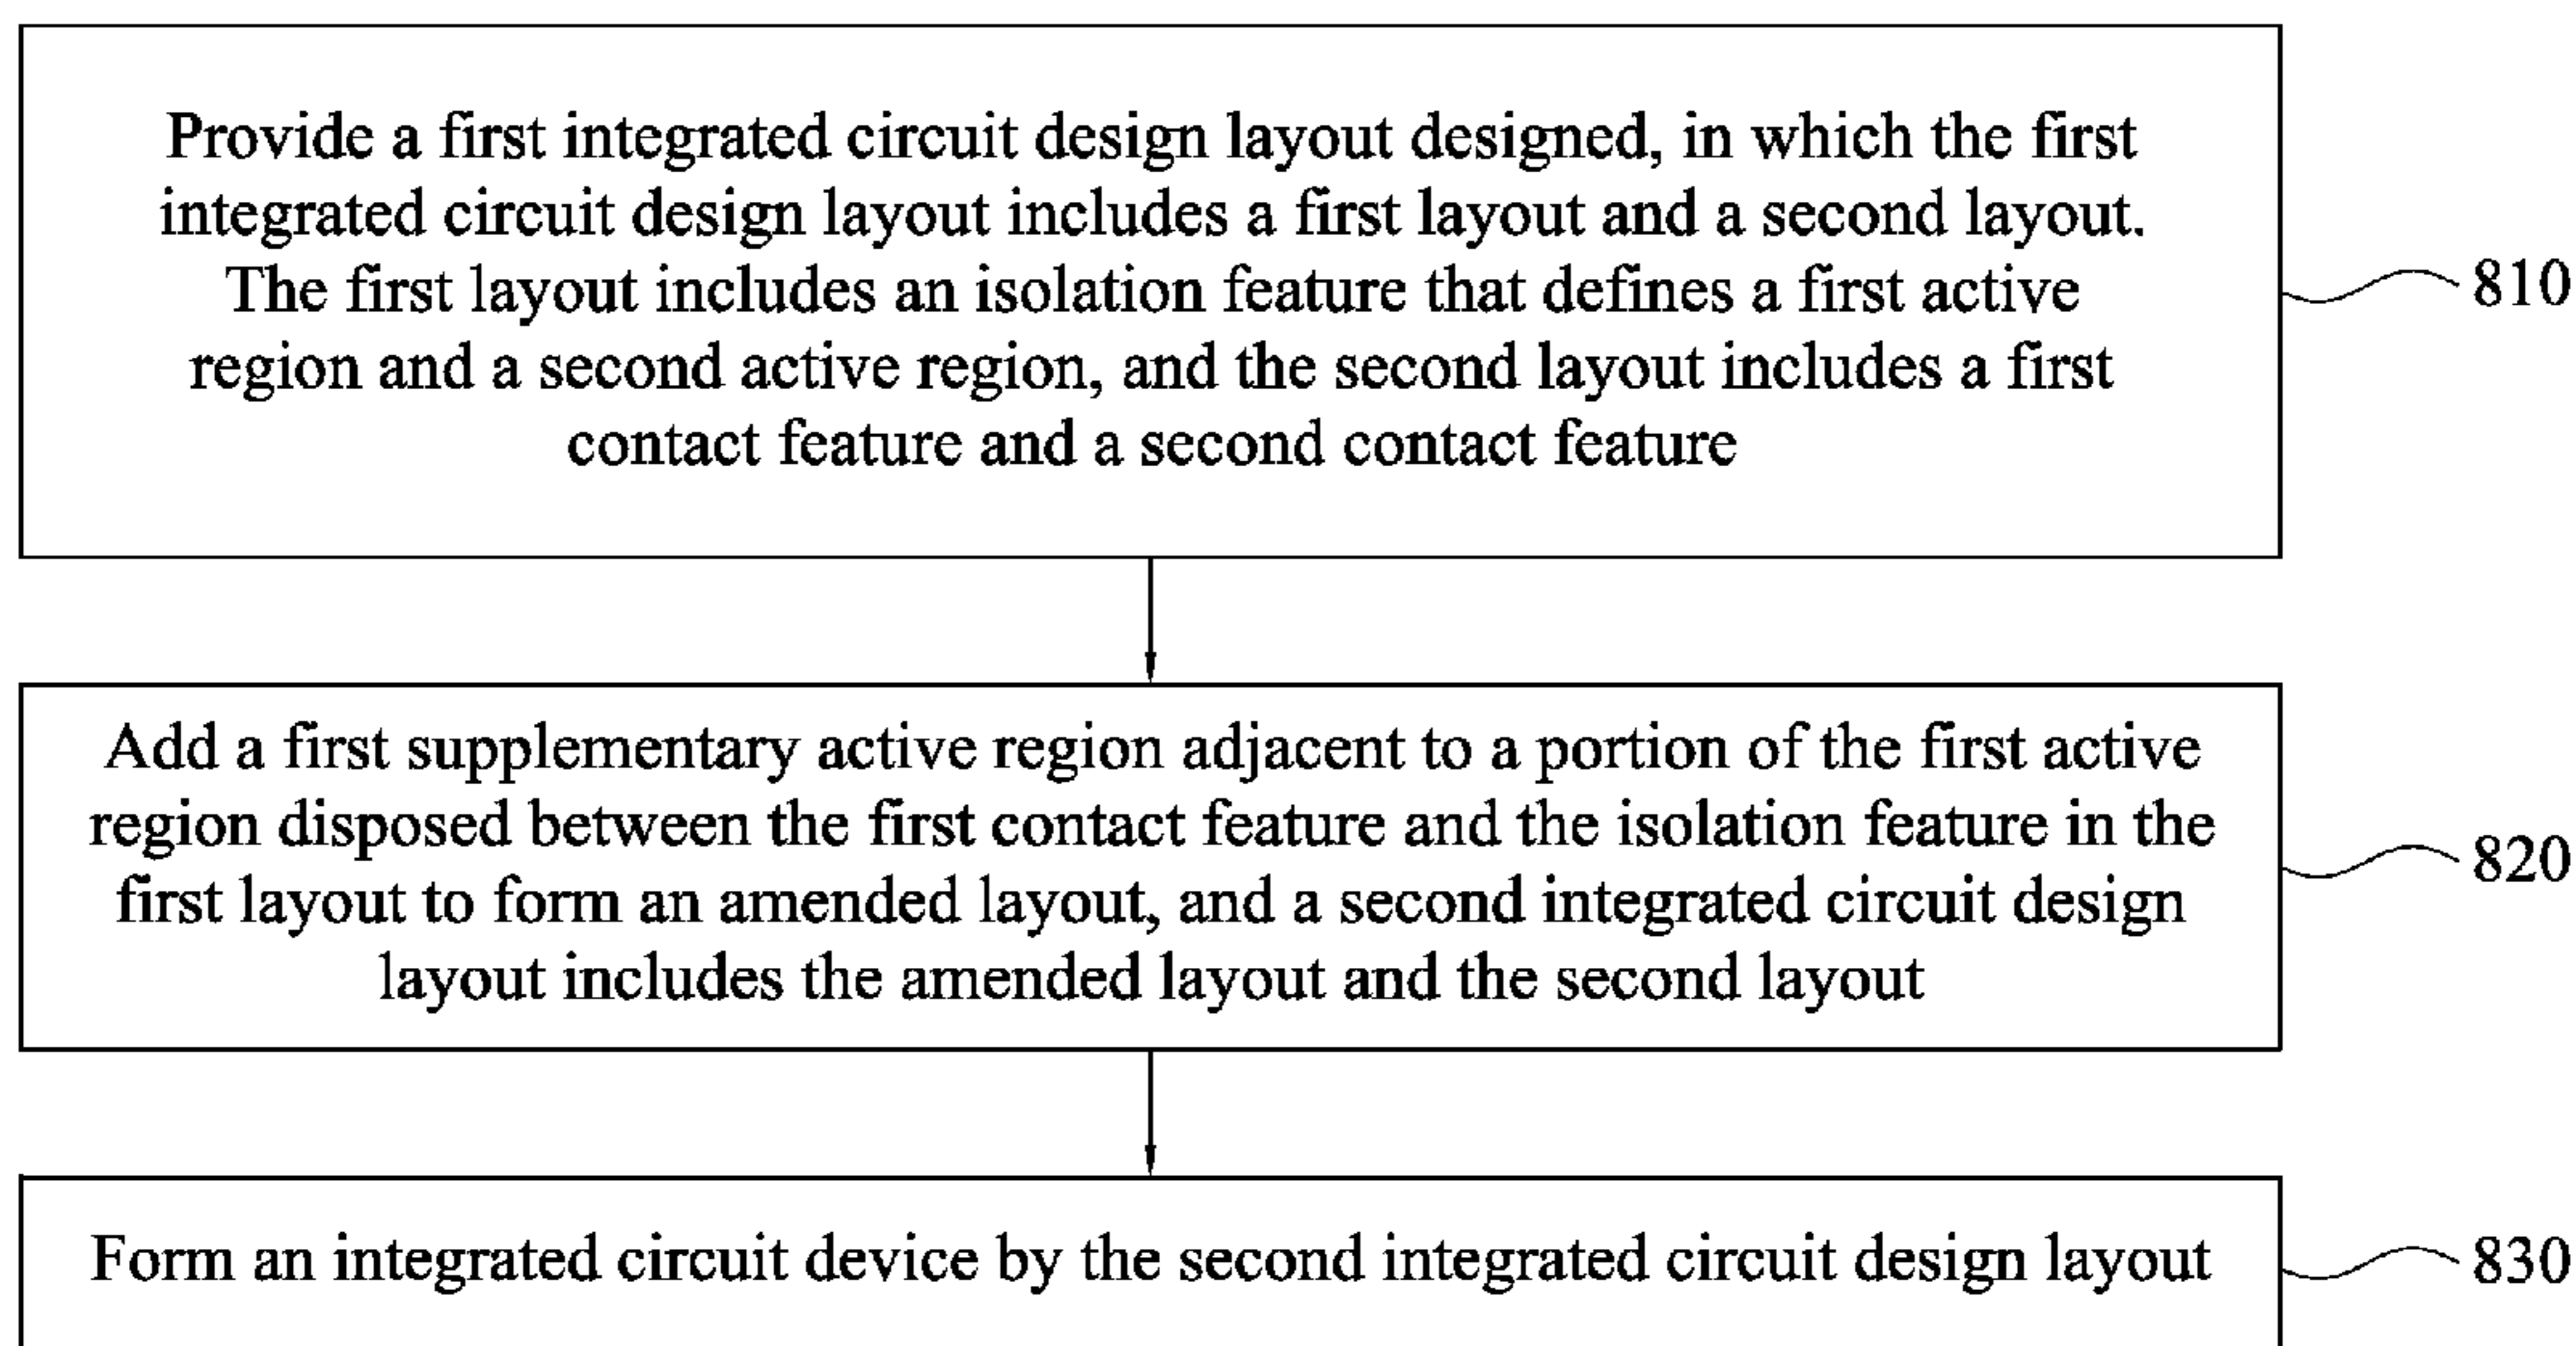 Provide a first integrated circuit design layout designed, in which the first
integrated circuit design layout includes a first layout and a second layout.
The first layout includes an isolation feature that defines a first active
region and a second active region, and the second layout includes a first
contact feature and a second contact feature
810
Add a first supplementary active region adjacent to a portion of the first active
region disposed between the first contact feature and the isolation feature in the
first layout to form an amended layout, and a second integrated circuit design
layout includes the amended layout and the second layout
820
Form an integrated circuit device by the second integrated circuit design layout
830